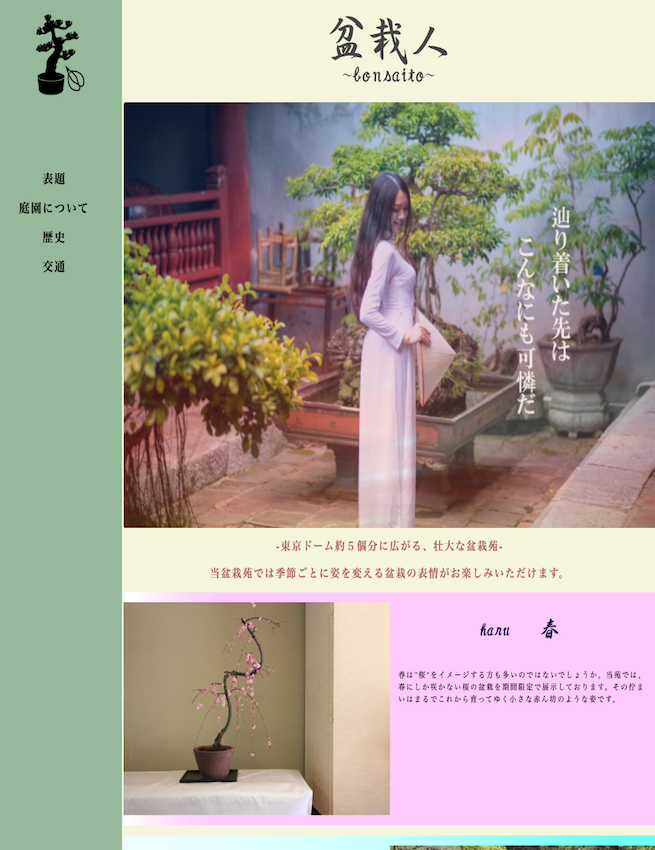 盆栽人
~bonsaito~
表題
庭園について
歴史
交通
辿り着いた先は
こんなにも可憐だ
-東京ドーム約５個分に広がる、壮大な盆栽苑-
当盆栽苑では季節ごとに姿を変える盆栽の表情がお楽しみいただけます。
haru 春
春は"桜"をイメージする方も多いのではないでしょうか。当苑では、
春にしか咲かない桜の盆栽を期間限定で展示しております。その佇ま
いはまるでこれから育ってゆく小さな赤ん坊のような姿です。